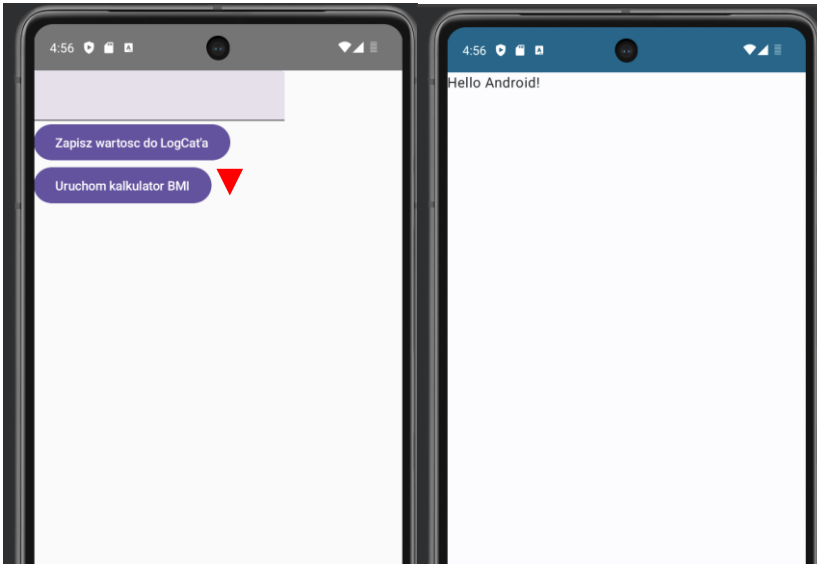 4:56
Zapisz wartosc do LogCat'a
Uruchom kalkulator BMI
4:56
Hello Android!